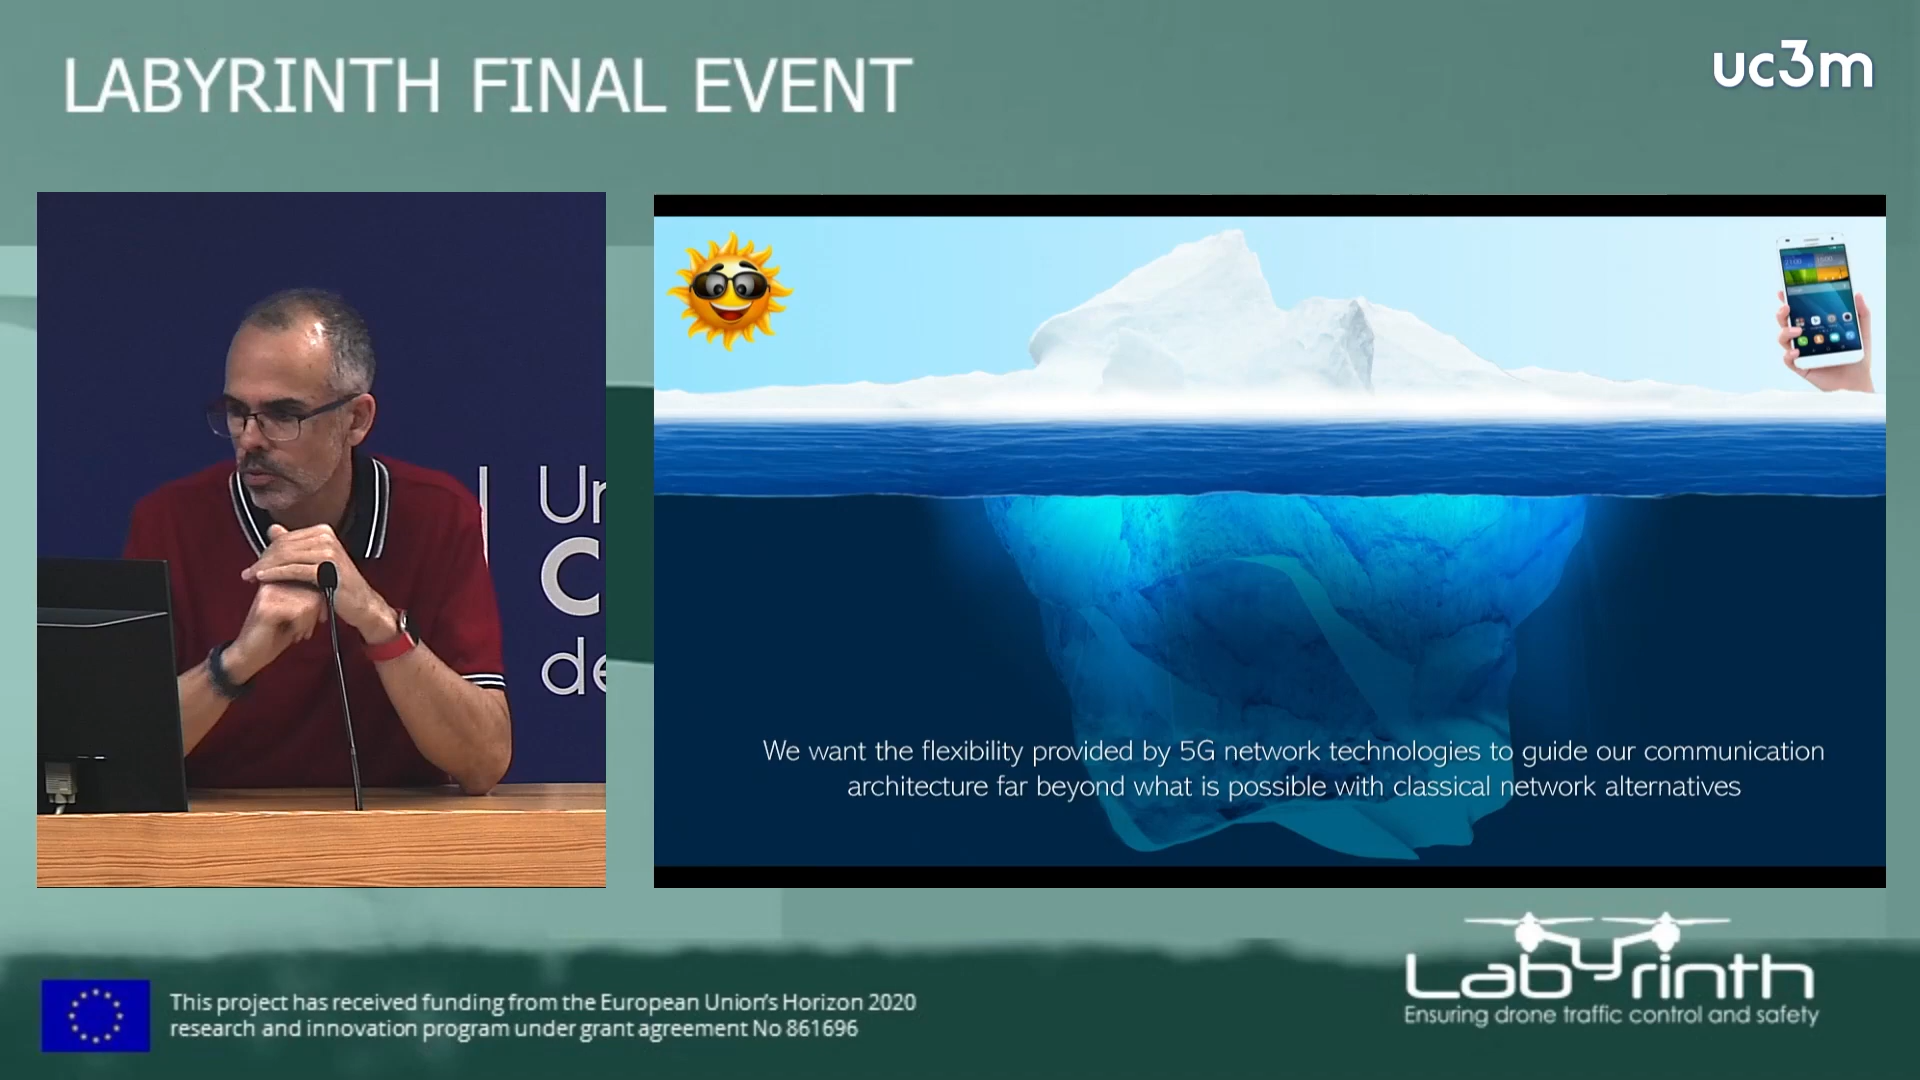 LABYRINTH FINAL EVENT
uc3m
Un
C
de
We want the flexibility provided by 5G network technologies to guide our communication
architecture far beyond what is possible with classical network alternatives
This project has received funding from the European Union's Horizon 2020
research and innovation program under grant agreement No 861696
Labyrinth
Ensuring drone traffic control and safety